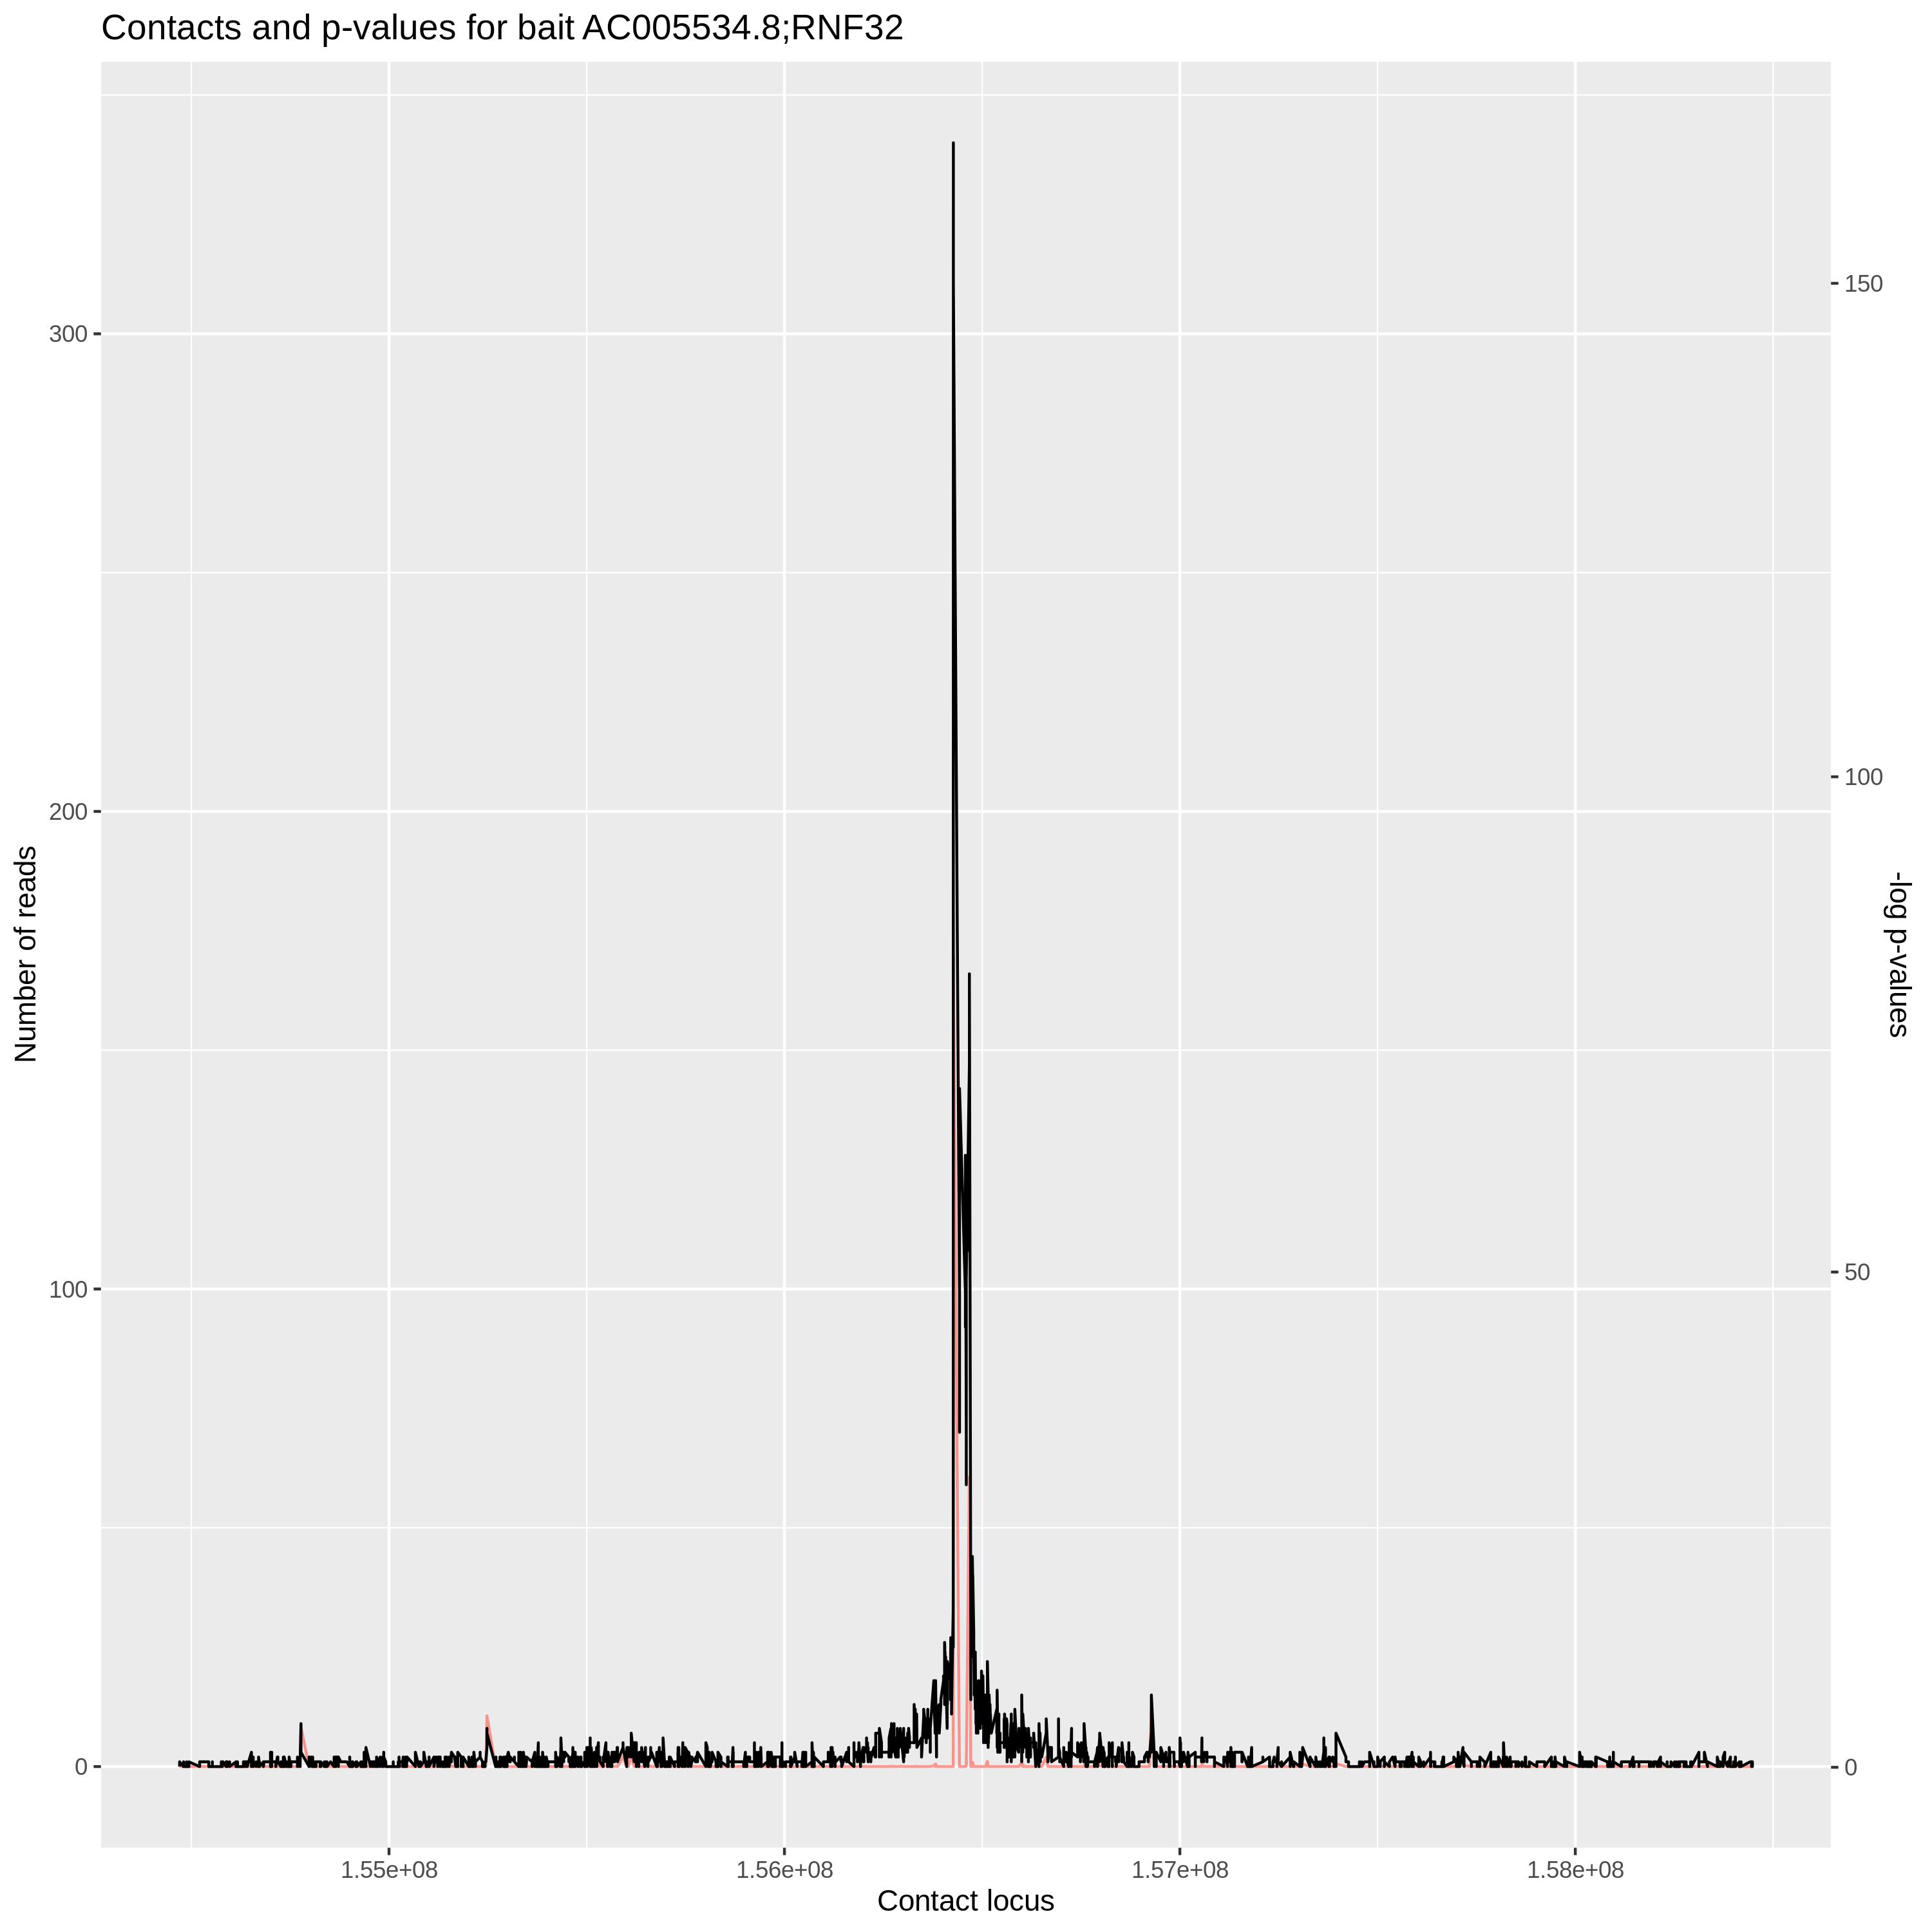 Contacts and p-values for bait AC005534.8;RNF32
300
200
100
0
150
100
50
0
Number of reads
-log p-values
1.55e+08
1.56e+08
1.57e+08
1.58e+08
Contact locus